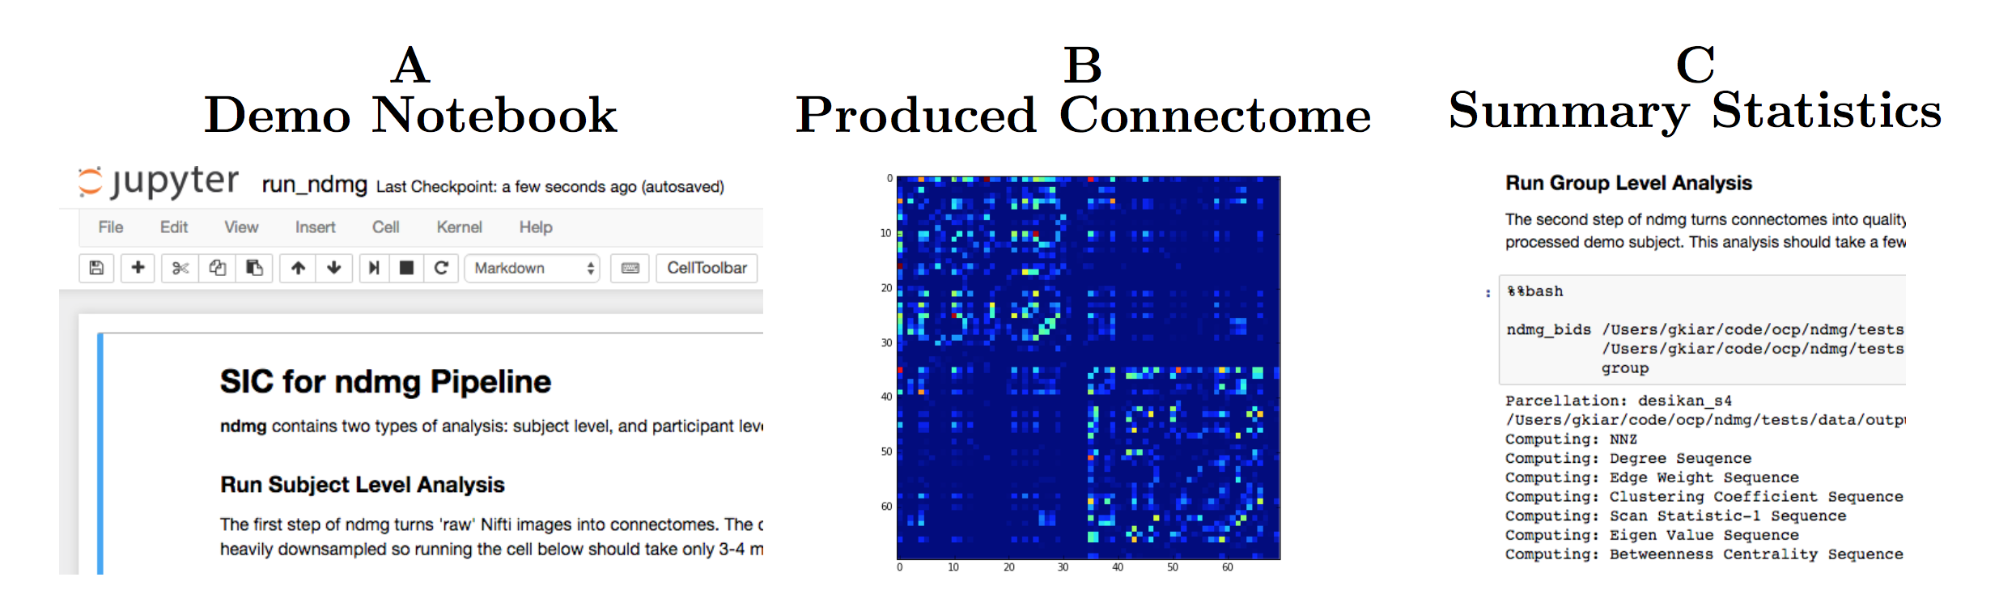 A
Demo Notebook
jupyter run_ndmg Last Checkpoint: a few seconds ago (autosaved)
File Edit View Insert Cell Kernel Help
Markdown CellToolbar
SIC for ndmg Pipeline
ndmg contains two types of analysis: subject level, and participant
Run Subject Level Analysis
The first step of ndmg turns 'raw' Nifti images into connectomes. The
heavily downsampled so running the cell below should take only 3-4
B
Produced Connectome
0
10
20
30
40
50
60
0 10 20 30 40 50 60
C
Summary Statistics
Run Group Level Analysis
The second step of ndmg turns connectomes into quality
processed demo subject. This analysis should take a few
: %%bash
ndmg_bids /Users/gkiar/code/ocp/ndmg/tests
/Users/gkiar/code/ocp/ndmg/tests
group
Parcellation: desikan_s4
/Users/gkiar/code/ocp/ndmg/tests/data/outpu
Computing: NNZ
Computing: Degree Seuqence
Computing: Edge Weight Sequence
Computing: Clustering Coefficient Sequence
Computing: Scan Statistic-1 Sequence
Computing: Eigen Value Sequence
Computing: Betweenness Centrality Sequence